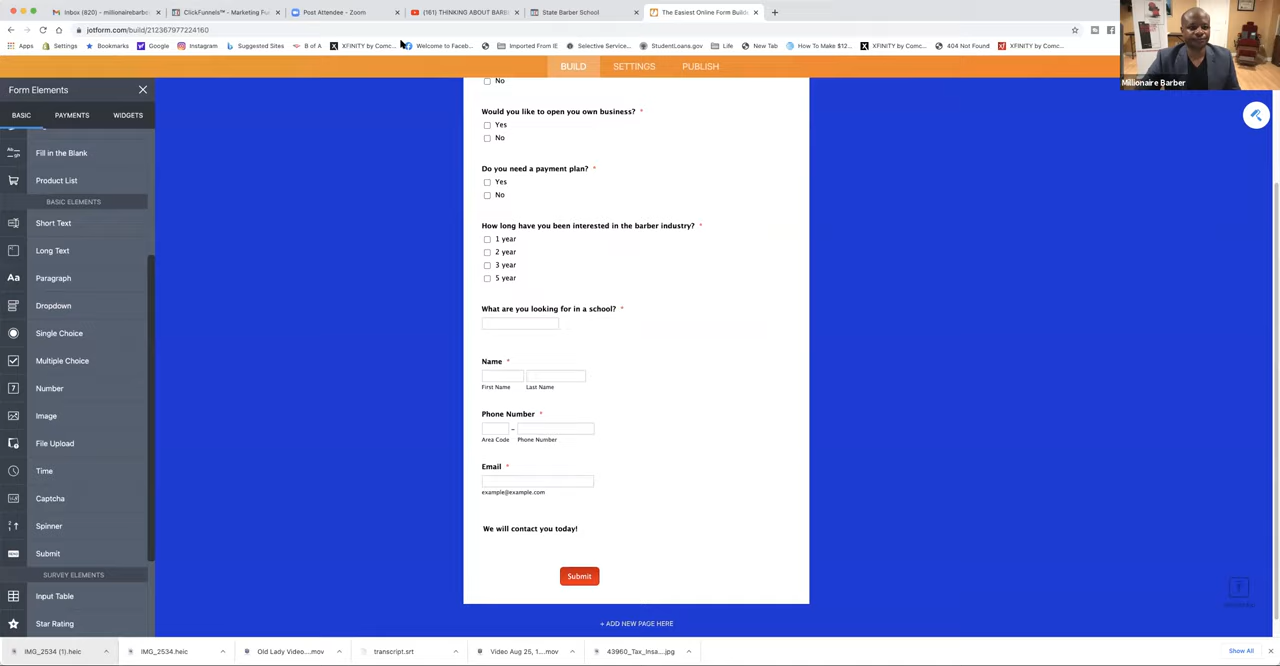 Inbox (820) - millionairebarbe
ClickFunnels™ - Marketing Fun
Post Attendee - Zoom
(161) THINKING ABOUT BARBE
State Barber School
The Easiest Online Form Builde
jotform.com/build/212367977224160
Apps
Settings
Bookmarks
Google
Instagram
Suggested Sites
B of A
XFINITY by Comc...
Welcome to Faceb...
Imported From IE
Selective Service...
StudentLoans.gov
Life
New Tab
How To Make $12...
XFINITY by Comc...
404 Not Found
XFINITY by Comc...
BUILD
SETTINGS
PUBLISH
Millionaire Barber
Form Elements
BASIC
PAYMENTS
WIDGETS
Fill in the Blank
Product List
BASIC ELEMENTS
Short Text
Long Text
Paragraph
Dropdown
Single Choice
Multiple Choice
Number
Image
File Upload
Time
Captcha
Spinner
Submit
SURVEY ELEMENTS
Input Table
Star Rating
No
Would you like to open you own business? *
Yes
No
Do you need a payment plan? *
Yes
No
How long have you been interested in the barber industry? *
1 year
2 year
3 year
5 year
What are you looking for in a school? *
Name *
First Name
Last Name
Phone Number *
-
Area Code
Phone Number
Email *
example@example.com
We will contact you today!
Submit
+ ADD NEW PAGE HERE
IMG_2534 (1).heic
IMG_2534.heic
Old Lady Video....mov
transcript.srt
Video Aug 25, 1....mov
43960_Tax_Insa....jpg
Show All